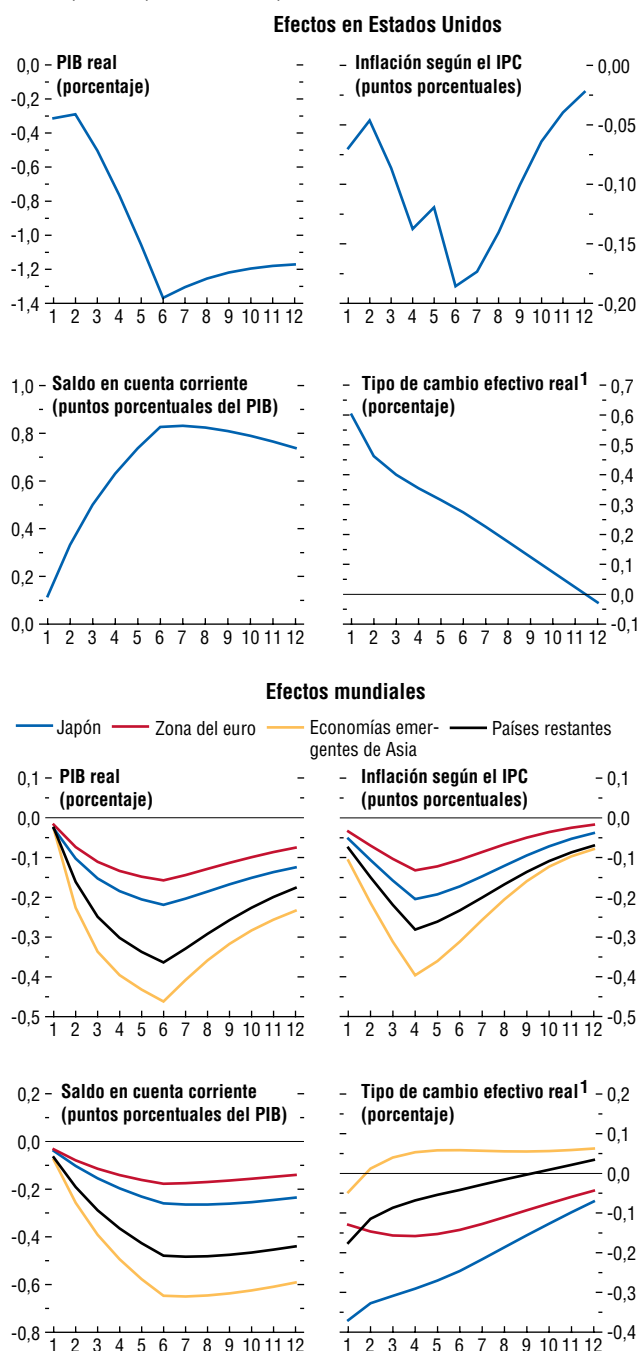 Efectos en Estados Unidos
PIB real
(porcentaje)
0,0
-0,2
-0,4
-0,6
-0,8
-1,0
-1,2
-1,4
1 2 3 4 5 6 7 8 9 10 11 12
Inflación según el IPC
(puntos porcentuales)
0,00
-0,05
-0,10
-0,15
-0,20
1 2 3 4 5 6 7 8 9 10 11 12
Saldo en cuenta corriente
(puntos porcentuales del PIB)
1,0
0,8
0,6
0,4
0,2
0,0
1 2 3 4 5 6 7 8 9 10 11 12
Tipo de cambio efectivo real1
(porcentaje)
0,7
0,6
0,5
0,4
0,3
0,2
0,1
0,0
-0,1
1 2 3 4 5 6 7 8 9 10 11 12
Efectos mundiales
Japón
Zona del euro
Economías emer-
gentes de Asia
Países restantes
PIB real
(porcentaje)
0,1
0,0
-0,1
-0,2
-0,3
-0,4
-0,5
1 2 3 4 5 6 7 8 9 10 11 12
Inflación según el IPC
(puntos porcentuales)
0,1
0,0
-0,1
-0,2
-0,3
-0,4
-0,5
1 2 3 4 5 6 7 8 9 10 11 12
Saldo en cuenta corriente
(puntos porcentuales del PIB)
0,2
0,0
-0,2
-0,4
-0,6
-0,8
1 2 3 4 5 6 7 8 9 10 11 12
Tipo de cambio efectivo real1
(porcentaje)
0,2
0,1
0,0
-0,1
-0,2
-0,3
-0,4
1 2 3 4 5 6 7 8 9 10 11 12